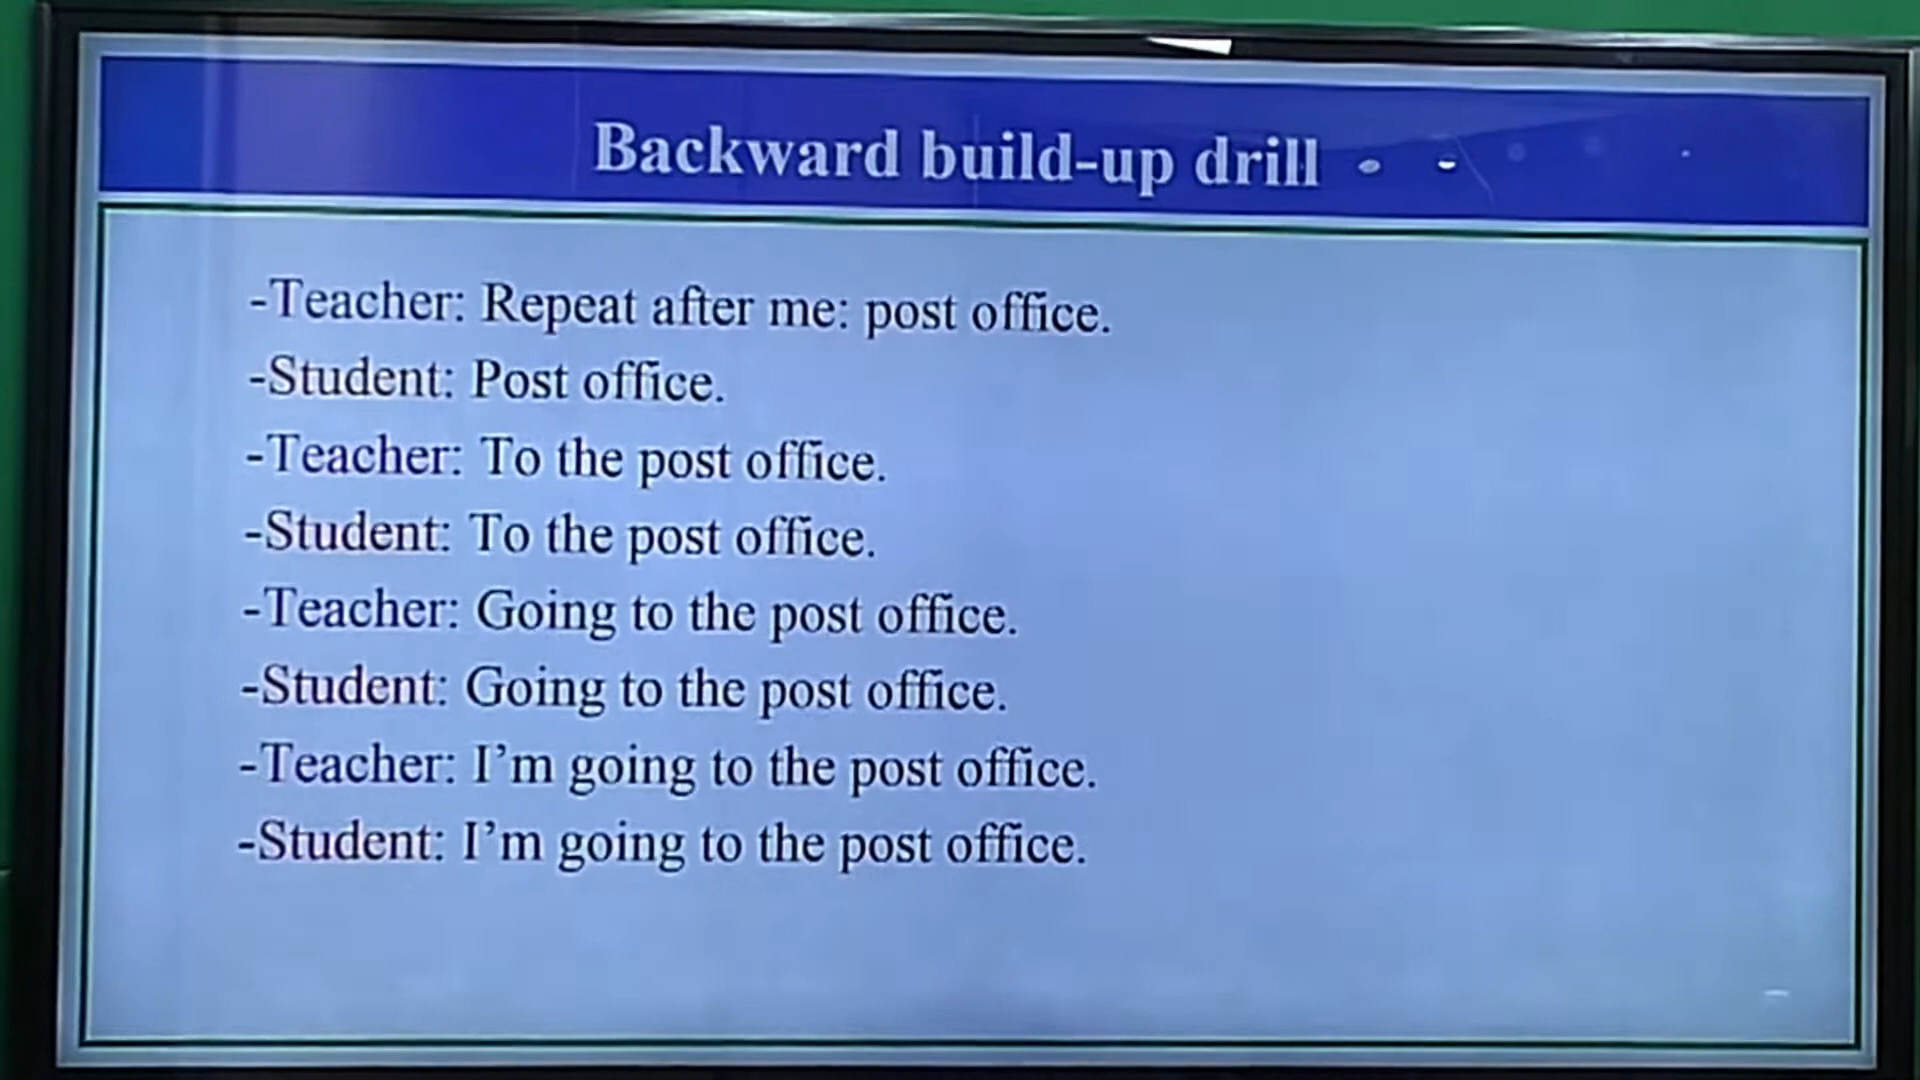 Backward build-up drill
-Teacher: Repeat after me: post office.
-Student: Post office.
-Teacher: To the post office.
-Student: To the post office.
-Teacher: Going to the post office.
-Student: Going to the post office.
-Teacher: I’m going to the post office.
-Student: I’m going to the post office.